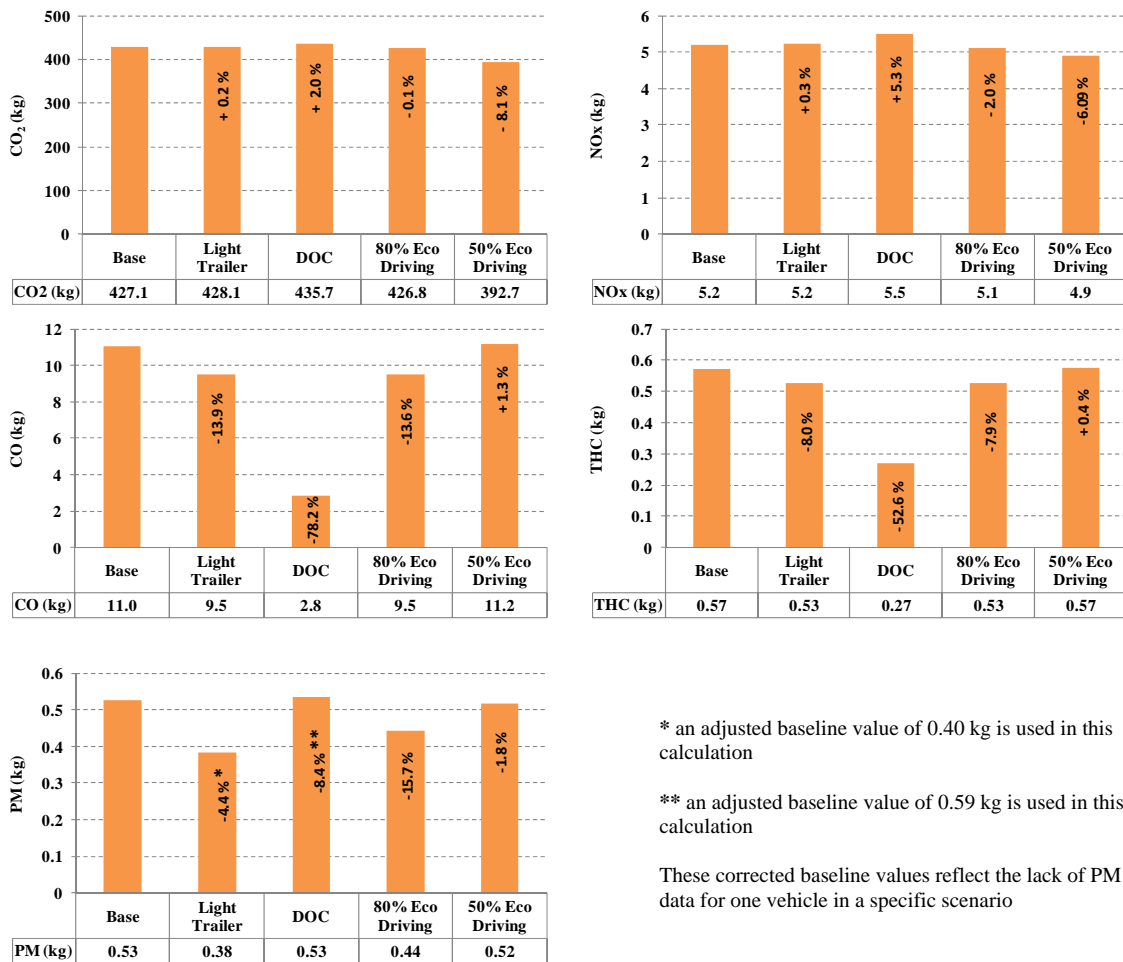 500
400
300
200
100
0
CO2 (kg)
+ 0.2 %
+ 2.0 %
- 0.1 %
- 8.1 %
Base
Light Trailer
DOC
80% Eco Driving
50% Eco Driving
CO2 (kg) 427.1 428.1 435.7 426.8 392.7
6
5
4
3
2
1
0
NOx (kg)
+ 0.3 %
+ 5.3 %
- 2.0 %
-6.09 %
Base
Light Trailer
DOC
80% Eco Driving
50% Eco Driving
NOx (kg) 5.2 5.2 5.5 5.1 4.9
12
10
8
6
4
2
0
CO (kg)
- 13.9 %
-78.2 %
-13.6 %
+ 1.3 %
Base
Light Trailer
DOC
80% Eco Driving
50% Eco Driving
CO (kg) 11.0 9.5 2.8 9.5 11.2
0.7
0.6
0.5
0.4
0.3
0.2
0.1
0
THC (kg)
-8.0 %
- 52.6 %
-7.9 %
+ 0.4 %
Base
Light Trailer
DOC
80% Eco Driving
50% Eco Driving
THC (kg) 0.57 0.53 0.27 0.53 0.57
0.6
0.5
0.4
0.3
0.2
0.1
0
PM (kg)
-4.4 % *
-8.4 % **
-15.7 %
-1.8 %
Base
Light Trailer
DOC
80% Eco Driving
50% Eco Driving
PM (kg) 0.53 0.38 0.53 0.44 0.52
* an adjusted baseline value of 0.40 kg is used in this
calculation
** an adjusted baseline value of 0.59 kg is used in this
calculation
These corrected baseline values reflect the lack of PM
data for one vehicle in a specific scenario